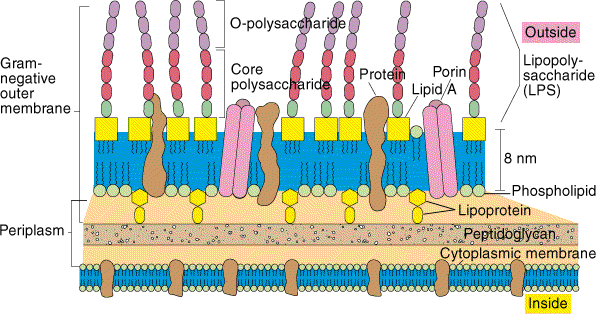 O-polysaccharide
Outside
Gram-
negative
outer
membrane
Core
polysaccharide
Protein
Porin
Lipid A
Lipopoly-
saccharide
(LPS)
8 nm
Phospholipid
Lipoprotein
Periplasm
Peptidoglycan
Cytoplasmic membrane
Inside